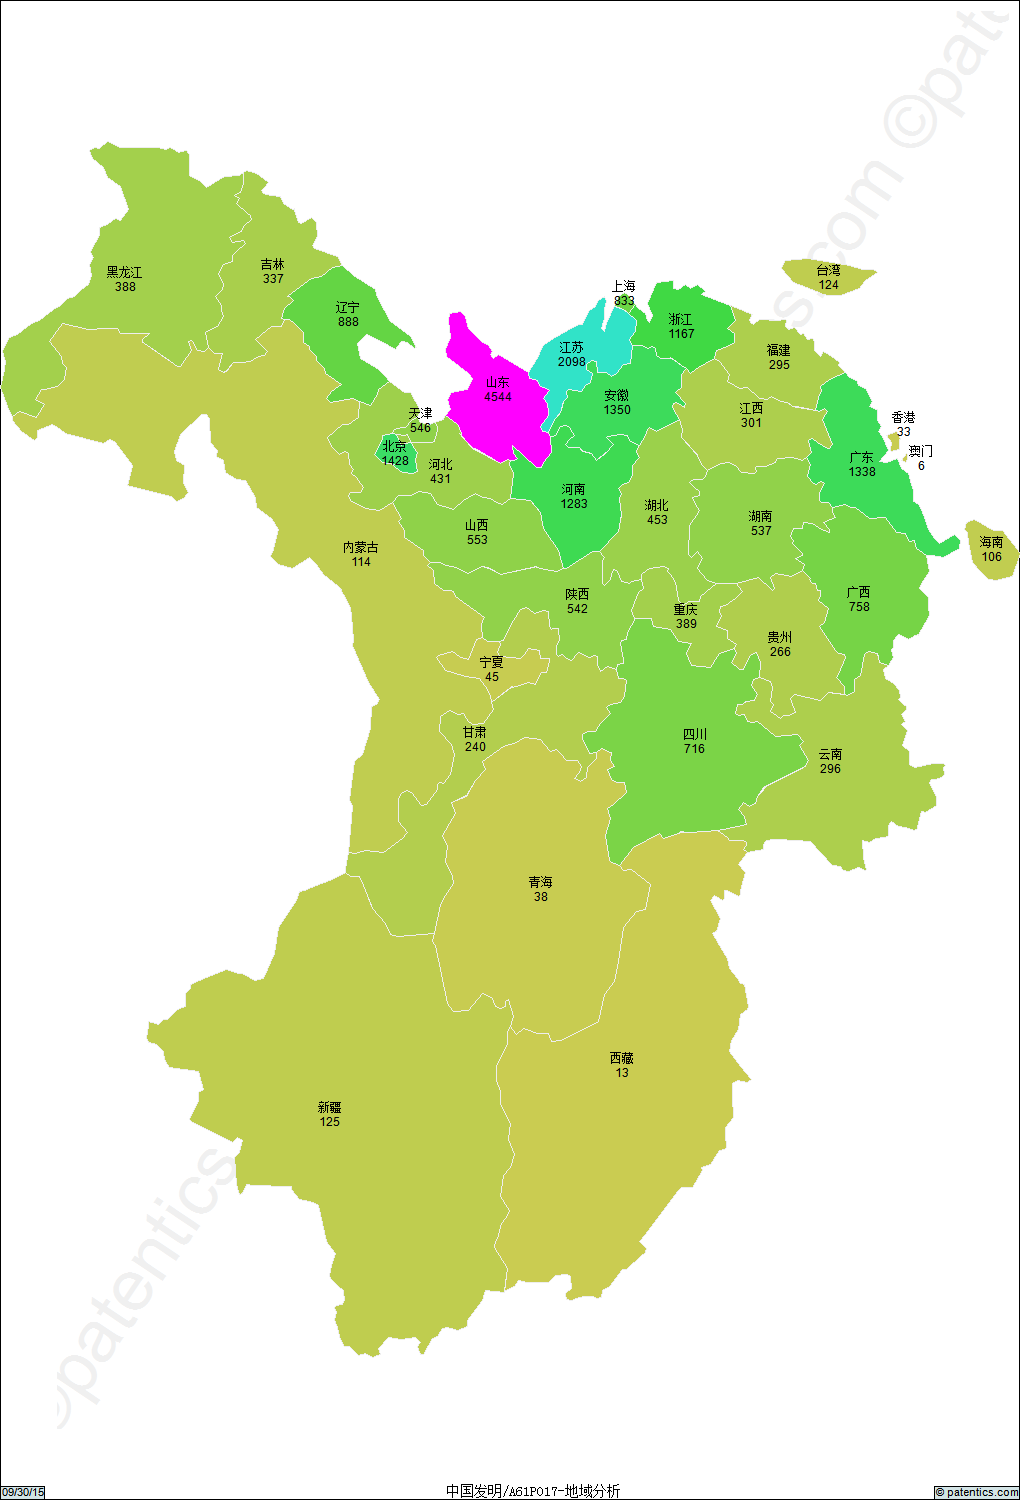 ©patentics.com ©patentics.com
黑龙江
388
吉林
337
辽宁
888
台湾
124
上海
833
浙江
1167
江苏
2098
福建
295
山东
4544
安徽
1350
江西
301
天津
546
香港
33
北京
1428
河北
431
澳门
6
广东
1338
河南
1283
湖北
453
湖南
537
山西
553
海南
106
内蒙古
114
陕西
542
广西
758
重庆
389
贵州
266
宁夏
45
甘肃
240
四川
716
云南
296
青海
38
西藏
13
新疆
125
09/30/15
中国发明/A61P017-地域分析
© patentics.com